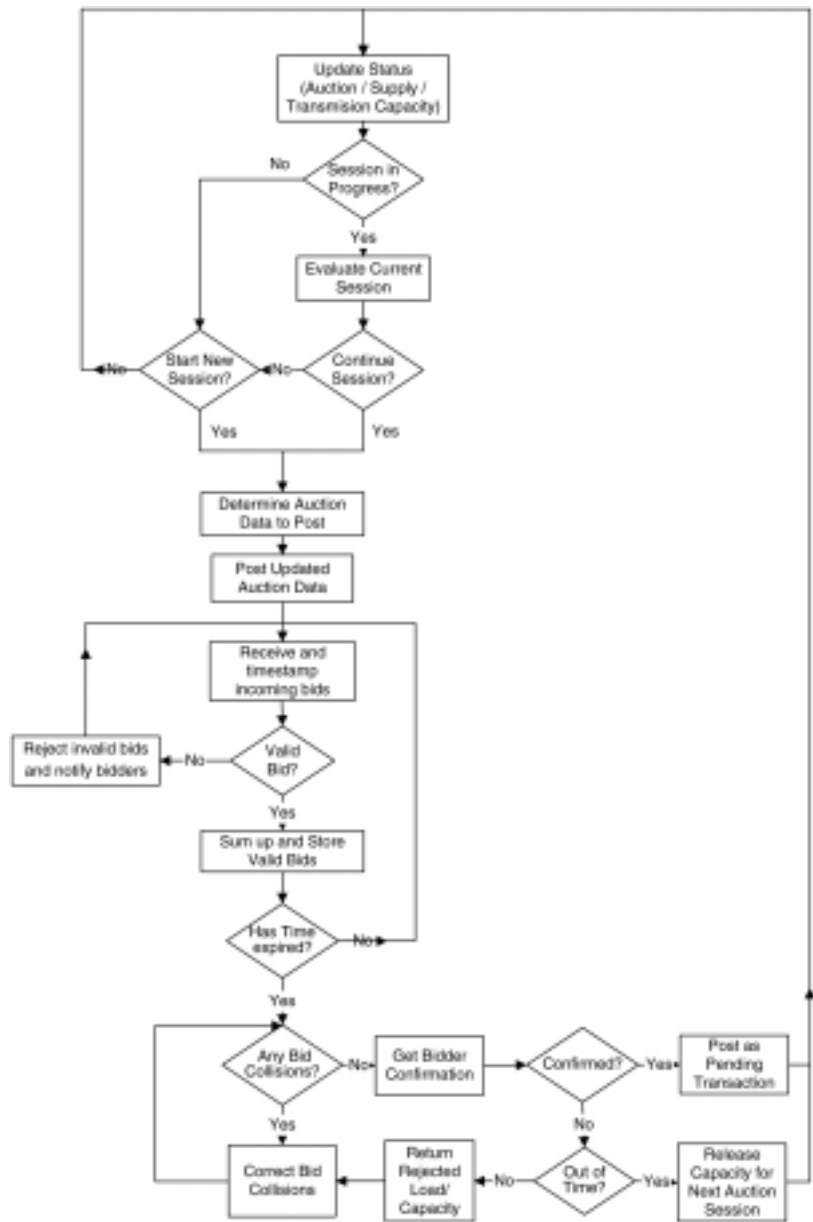 Update Status
(Auction / Supply /
Transmision Capacity)
No
Session in
Progress?
Yes
Evaluate Current
Session
No
Start New
Session?
No
Continue
Session?
Yes
Yes
Determine Auction
Data to Post
Post Updated
Auction Data
Receive and
timestamp
incoming bids
Reject invalid bids
and notify bidders
No
Valid
Bid?
Yes
Sum up and Store
Valid Bids
Has Time
expired?
No
Yes
Any Bid
Collisions?
No
Get Bidder
Confirmation
Confirmed?
Yes
Post as
Pending
Transaction
Yes
No
Correct Bid
Collisions
Return
Rejected
Load/
Capacity
No
Out of
Time?
Yes
Release
Capacity for
Next Auction
Session